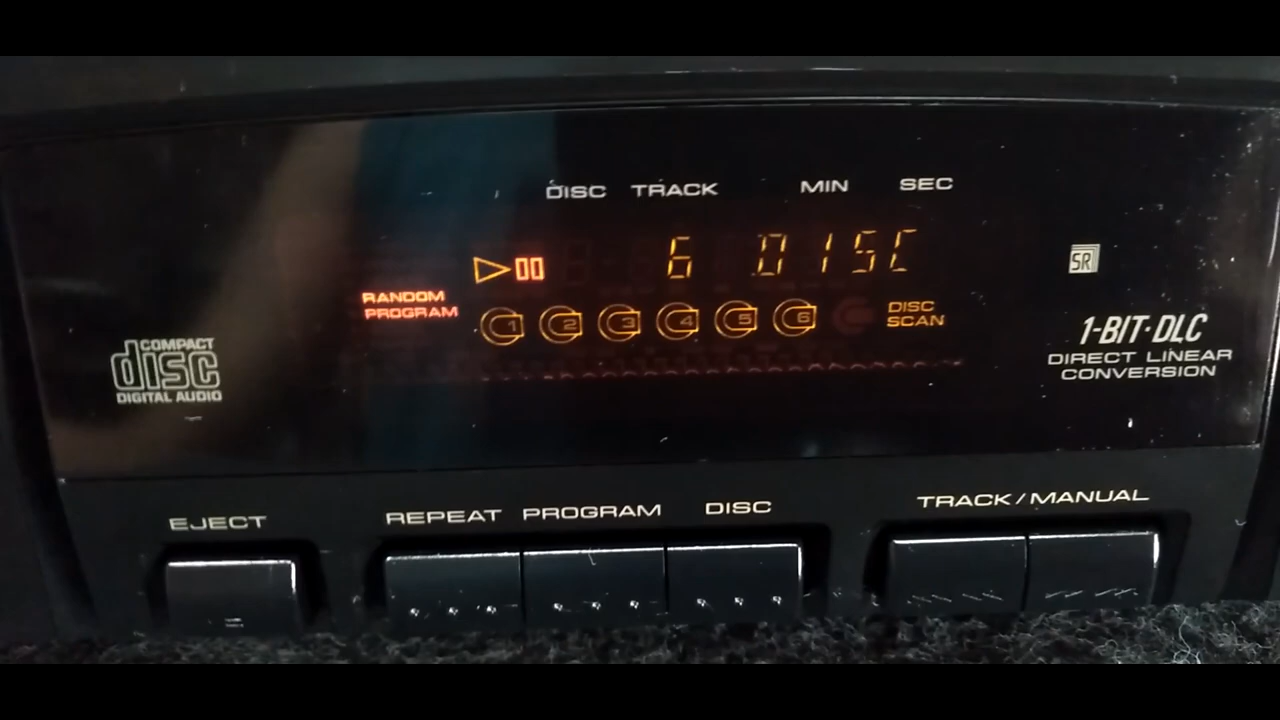 DISC TRACK MIN SEC
6 DISC
RANDOM
PROGRAM
1 2 3 4 5 6
DISC
SCAN
SR
1-BIT·DLC
DIRECT LINEAR
CONVERSION
COMPACT
disc
DIGITAL AUDIO
EJECT
REPEAT PROGRAM DISC
TRACK/MANUAL